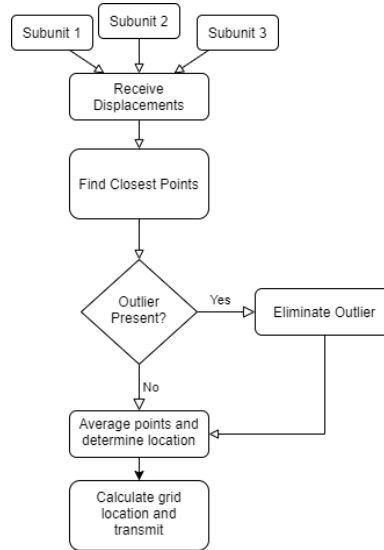 Subunit 1
Subunit 2
Subunit 3
Receive
Displacements
Find Closest Points
Outlier
Present?
Yes
Eliminate Outlier
No
Average points and
determine location
Calculate grid
location and
transmit